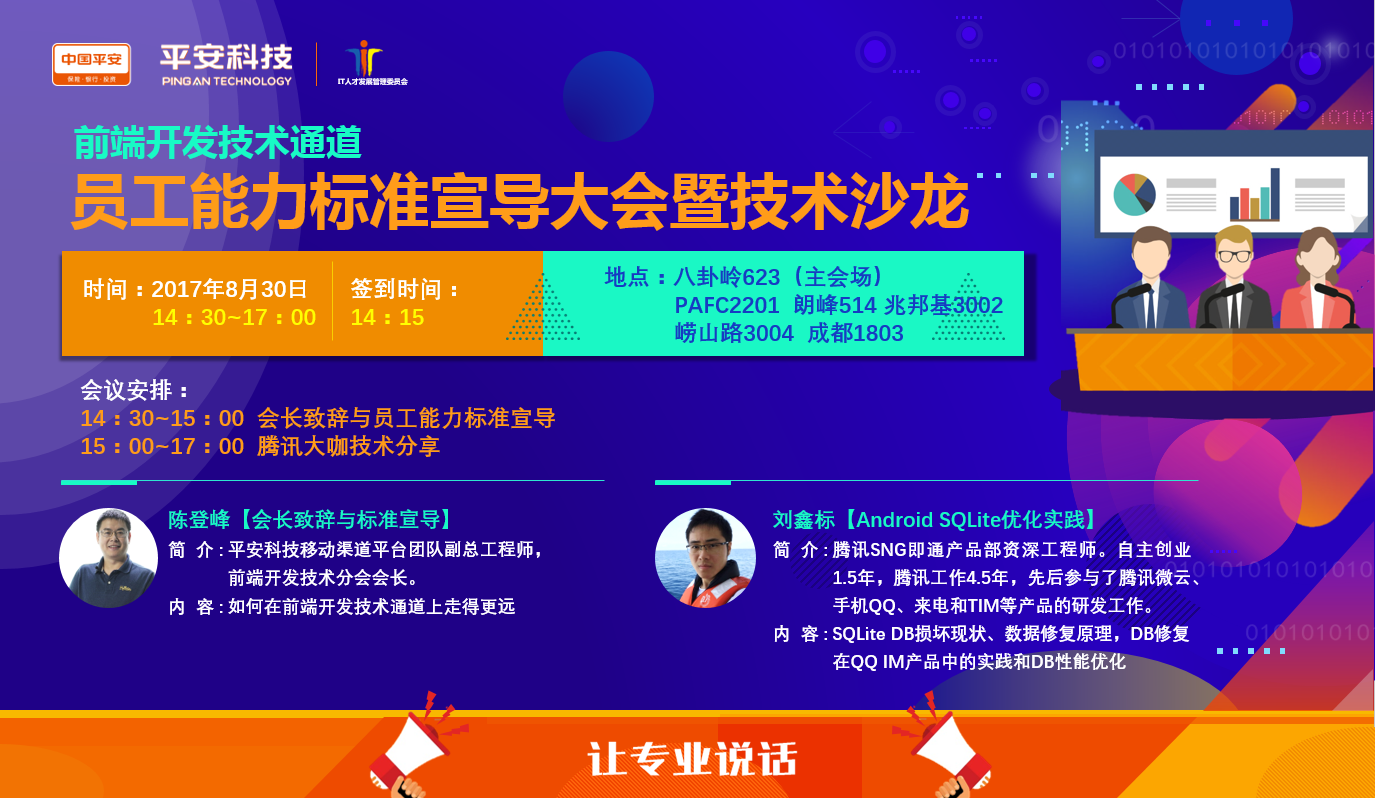 中国平安
保险·银行·投资
平安科技
PINGAN TECHNOLOGY
IT人才发展管理委员会
前端开发技术通道
员工能力标准宣导大会暨技术沙龙
时间：2017年8月30日
14：30~17：00
签到时间：
14：15
地点：八卦岭623（主会场）
PAFC2201 朗峰514 兆邦基3002
崂山路3004 成都1803
会议安排：
14：30~15：00 会长致辞与员工能力标准宣导
15：00~17：00 腾讯大咖技术分享
陈登峰【会长致辞与标准宣导】
简 介：平安科技移动渠道平台团队副总工程师，
前端开发技术分会会长。
内 容：如何在前端开发技术通道上走得更远
刘鑫标【Android SQLite优化实践】
简 介：腾讯SNG即通产品部资深工程师。自主创业
1.5年，腾讯工作4.5年，先后参与了腾讯微云、
手机QQ、来电和TIM等产品的研发工作。
内 容：SQLite DB损坏现状、数据修复原理，DB修复
在QQ IM产品中的实践和DB性能优化
让专业说话